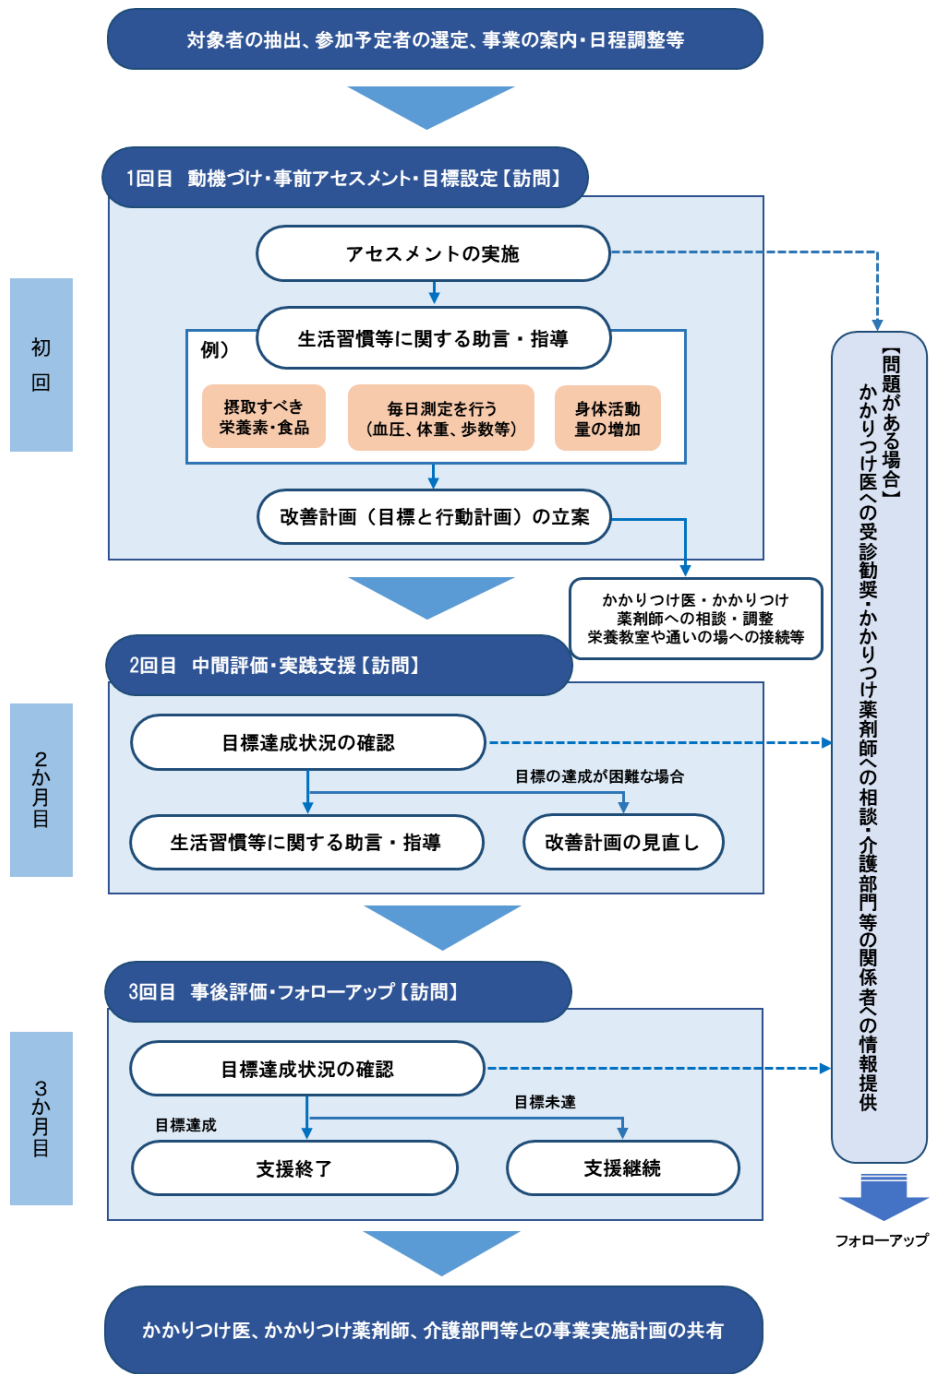 対象者の抽出、参加予定者の選定、事業の案内・日程調整等
1回目 動機づけ・事前アセスメント・目標設定【訪問】
初回
アセスメントの実施
生活習慣等に関する助言・指導
例）
摂取すべき
栄養素・食品
毎日測定を行う
（血圧、体重、歩数等）
身体活動
量の増加
改善計画（目標と行動計画）の立案
かかりつけ医・かかりつけ
薬剤師への相談・調整
栄養教室や通いの場への接続等
2回目 中間評価・実践支援【訪問】
２か月目
目標達成状況の確認
目標の達成が困難な場合
生活習慣等に関する助言・指導
改善計画の見直し
3回目 事後評価・フォローアップ【訪問】
３か月目
目標達成状況の確認
目標達成
目標未達
支援終了
支援継続
【問題がある場合】
かかりつけ医への受診勧奨・かかりつけ薬剤師への相談・介護部門等の関係者への情報提供
フォローアップ
かかりつけ医、かかりつけ薬剤師、介護部門等との事業実施計画の共有